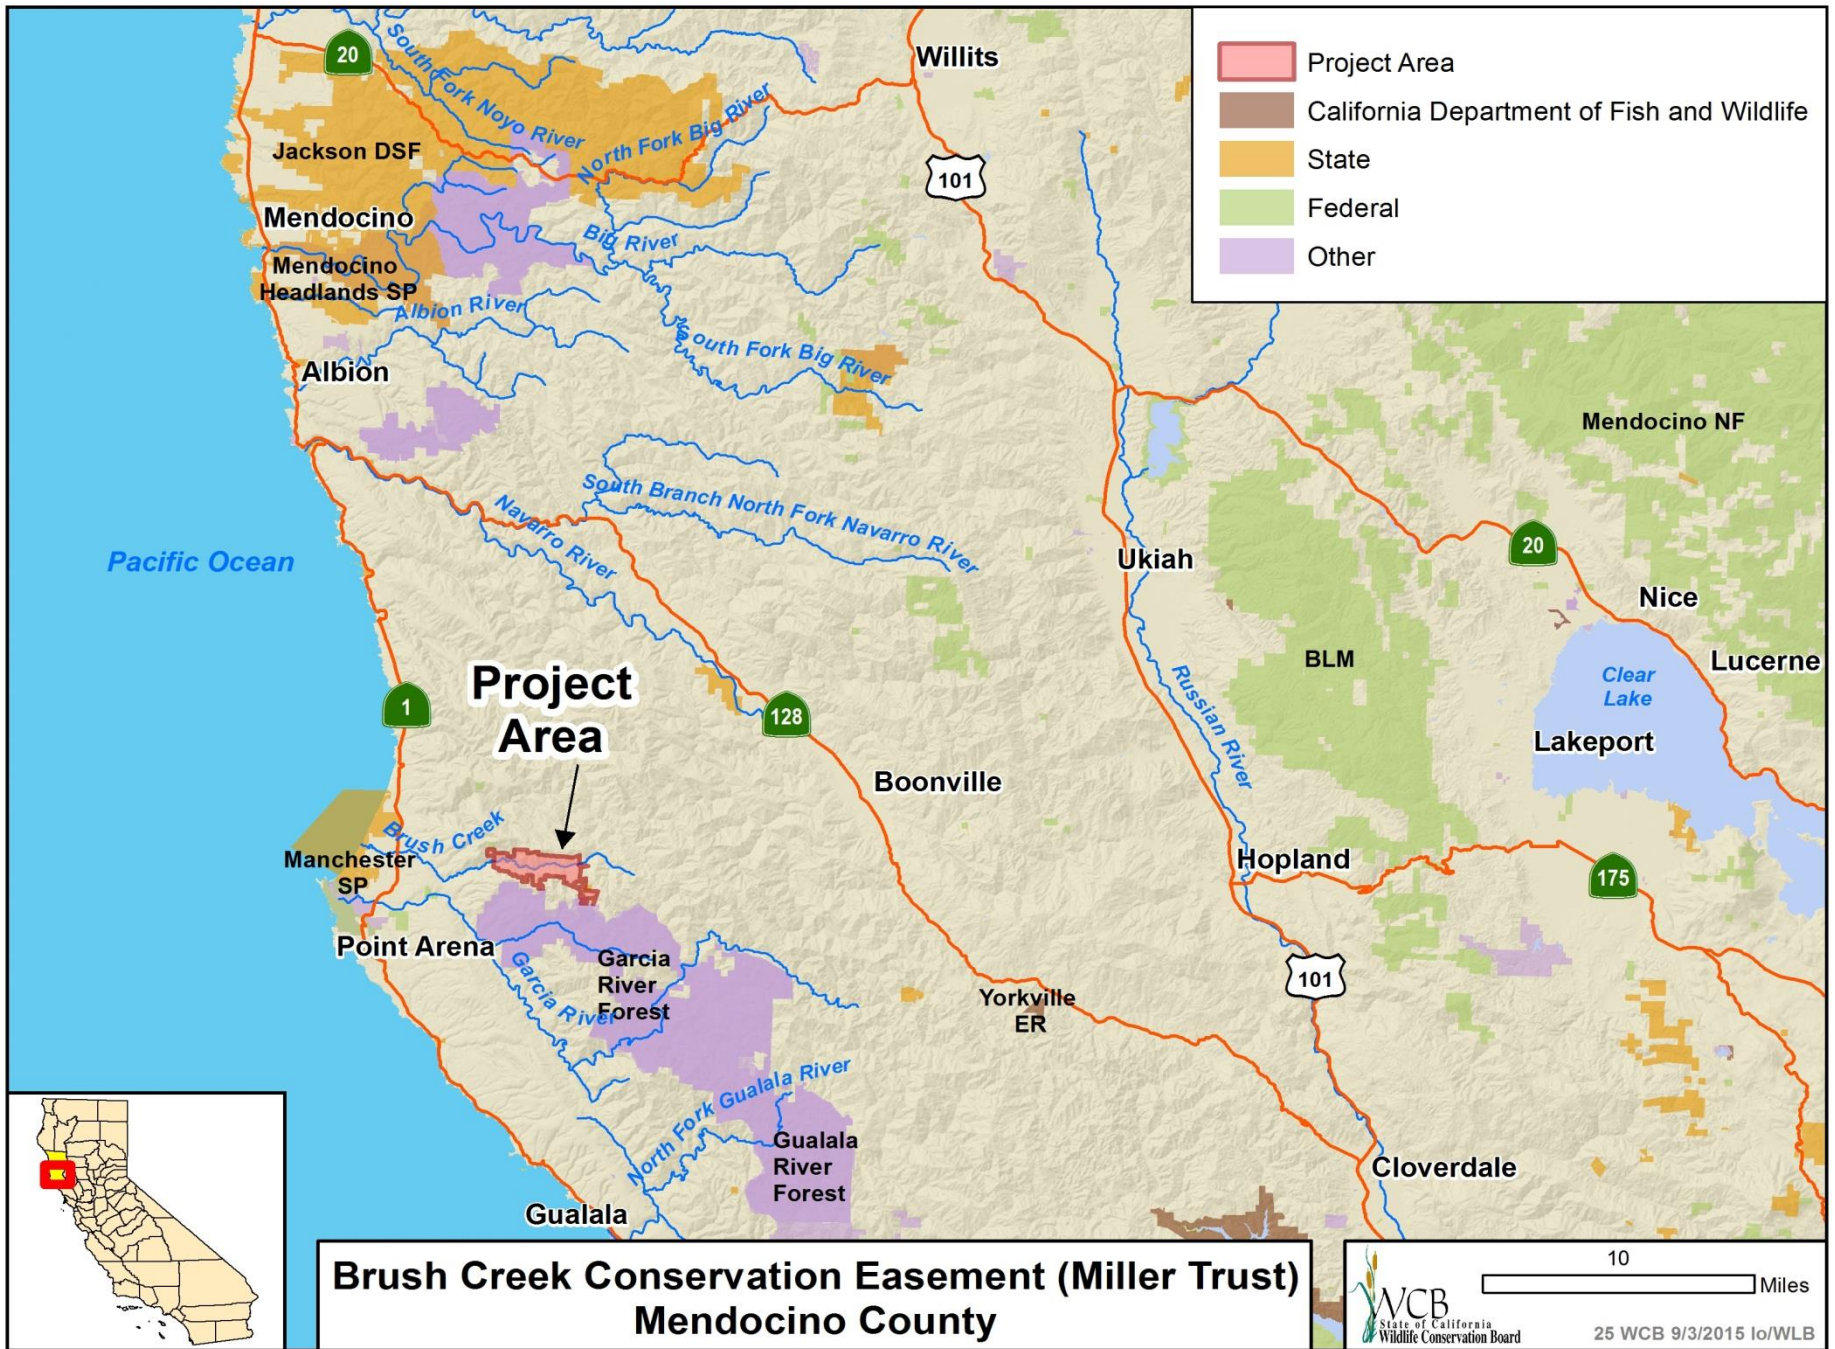 Project Area
California Department of Fish and Wildlife
State
Federal
Other
20
Willits
South Fork Noyo River
North Fork Big River
Jackson DSF
101
Mendocino
Big River
Mendocino
Headlands SP
Albion River
South Fork Big River
Albion
Mendocino NF
South Branch North Fork Navarro River
Navarro River
Pacific Ocean
Ukiah
20
Nice
Project
Area
BLM
Lucerne
Clear
Lake
Russian River
1
128
Lakeport
Boonville
Brush Creek
Manchester
SP
Hopland
175
Point Arena
Garcia
River
Forest
Garcia River
101
Yorkville
ER
North Fork Gualala River
Gualala
River
Forest
Cloverdale
Gualala
Brush Creek Conservation Easement (Miller Trust)
Mendocino County
10
Miles
WCB
State of California
Wildlife Conservation Board
25 WCB 9/3/2015 lo/WLB